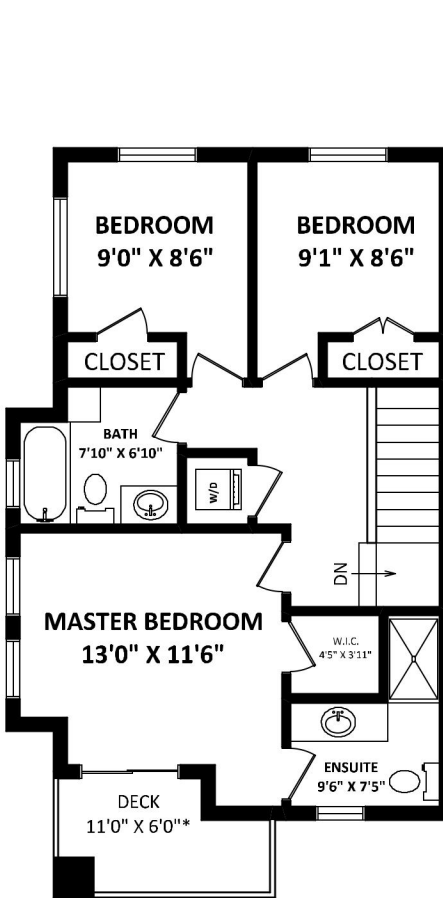 BEDROOM
9'0" X 8'6"
BEDROOM
9'1" X 8'6"
CLOSET
CLOSET
BATH
7'10" X 6'10"
W/D
DN
MASTER BEDROOM
13'0" X 11'6"
W.I.C.
4'5" X 3'11"
ENSUITE
9'6" X 7'5"
DECK
11'0" X 6'0"*